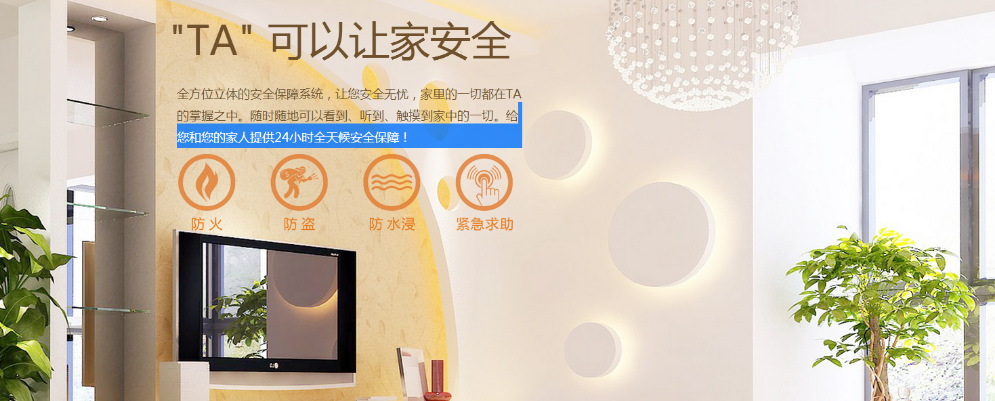 "TA" 可以让家安全
全方位立体的安全保障系统，让您安全无忧，家里的一切都在TA
的掌握之中。随时随地可以看到、听到、触摸到家中的一切。给
您和您的家人提供24小时全天候安全保障！
防 火 防 盗 防 水浸 紧急求助